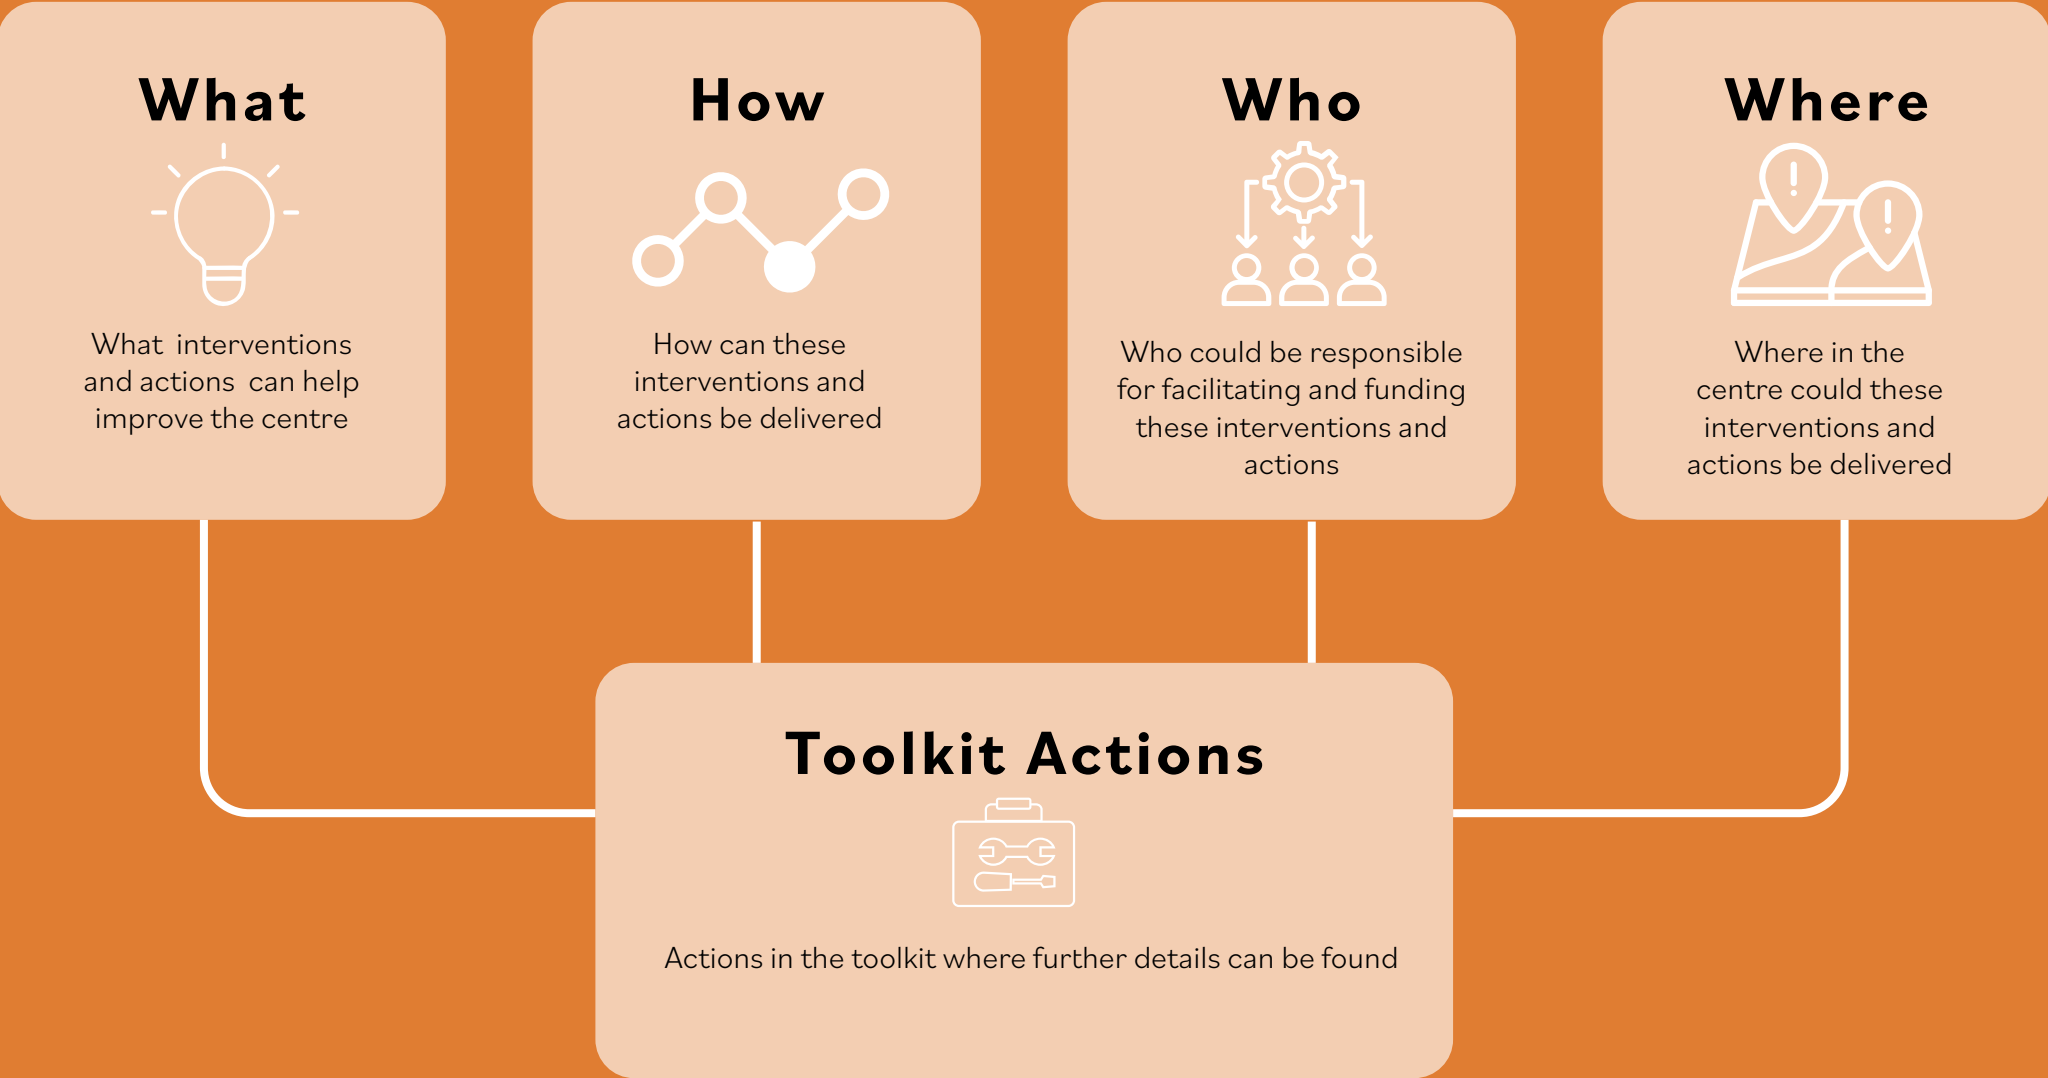 What
What interventions
and actions can help
improve the centre
How
How can these
interventions and
actions be delivered
Who
Who could be responsible
for facilitating and funding
these interventions and
actions
Where
Where in the
centre could these
interventions and
actions be delivered
Toolkit Actions
Actions in the toolkit where further details can be found